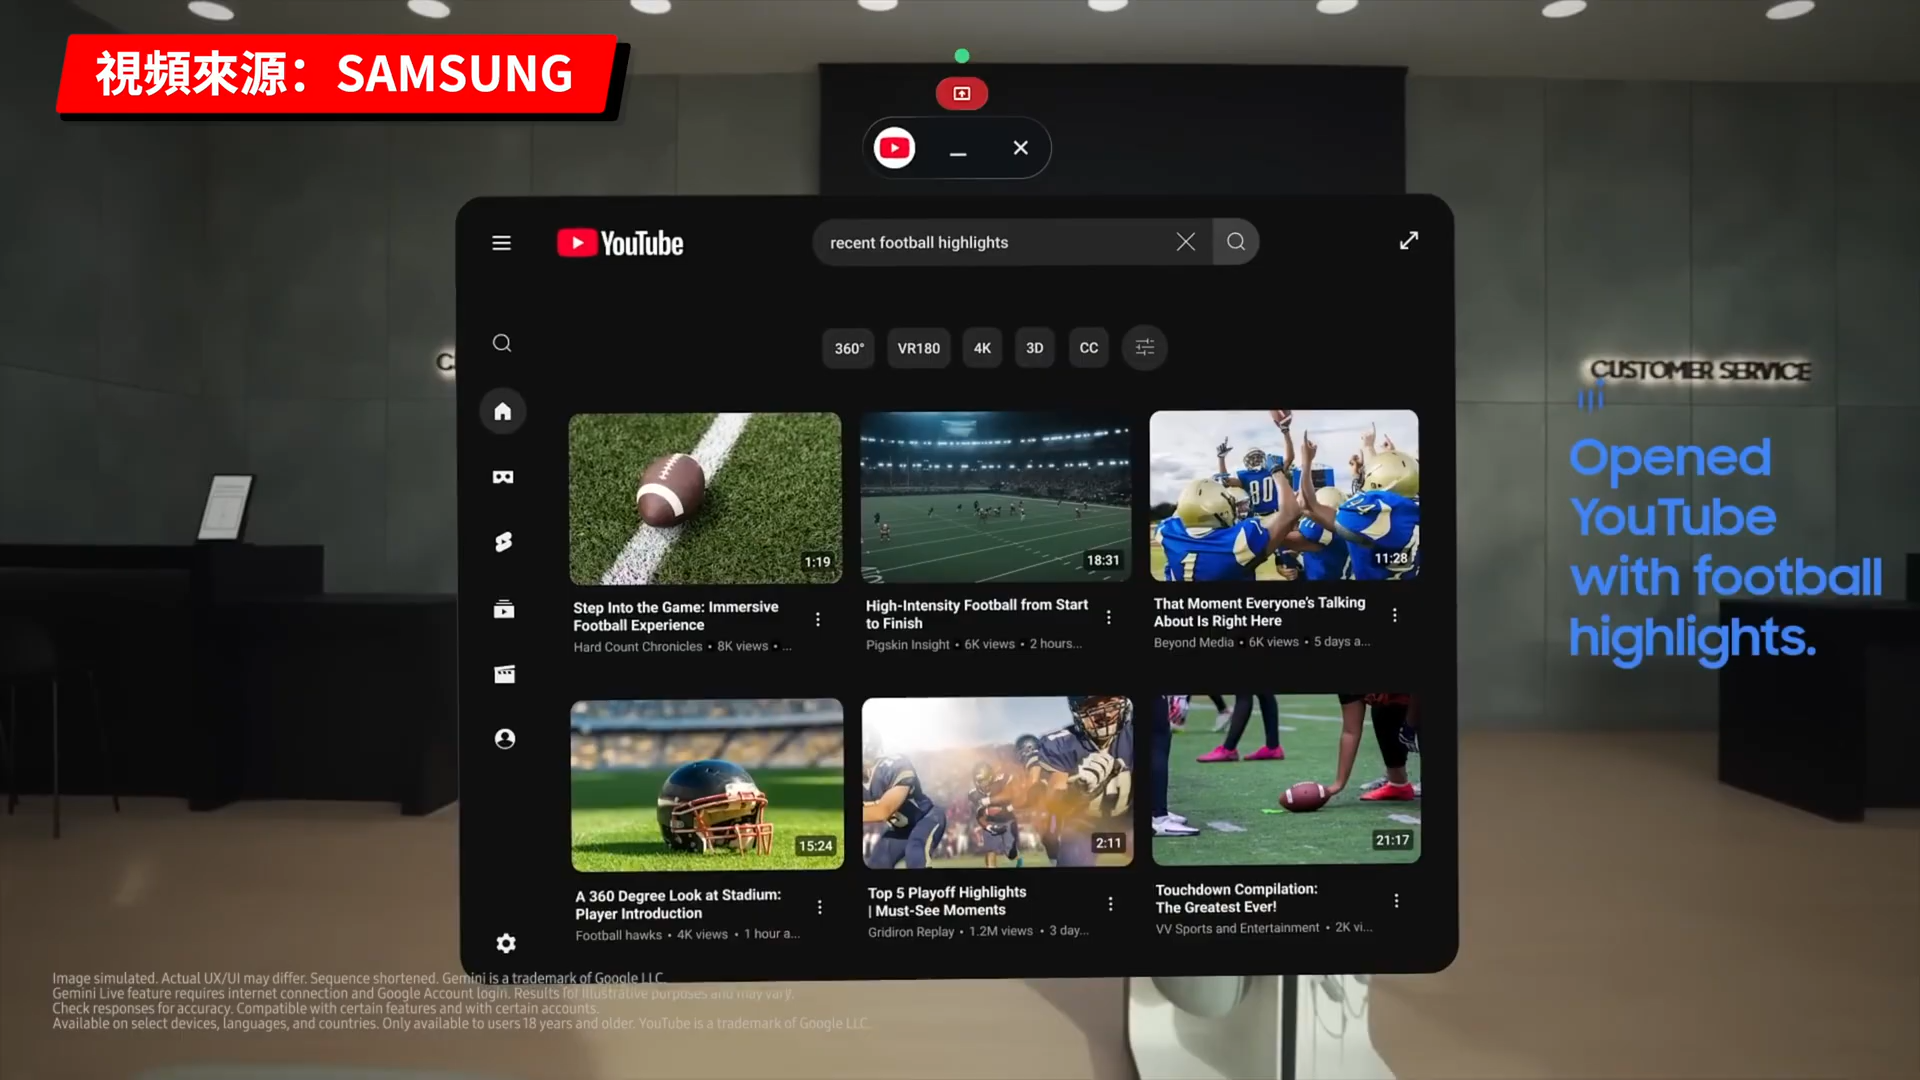 視頻來源：SAMSUNG
YouTube
recent football highlights
360°
VR180
4K
3D
CC
CUSTOMER SERVICE
Opened
YouTube
with football
highlights.
1:19
18:31
11:28
Step Into the Game: Immersive
Football Experience
Hard Count Chronicles • 8K views • ...
High-Intensity Football from Start
to Finish
Pigskin Insight • 6K views • 2 hours...
That Moment Everyone's Talking
About Is Right Here
Beyond Media • 6K views • 5 days a...
80
1
15:24
2:11
21:17
A 360 Degree Look at Stadium:
Player Introduction
Football hawks • 4K views • 1 hour a...
Top 5 Playoff Highlights
| Must-See Moments
Gridiron Replay • 1.2M views • 3 day...
Touchdown Compilation:
The Greatest Ever!
VV Sports and Entertainment • 2K vi...
Image simulated. Actual UX/UI may differ. Sequence shortened. Gemini is a trademark of Google LLC.
Gemini Live feature requires internet connection and Google Account login. Results for illustrative purposes and may vary.
Check responses for accuracy. Compatible with certain features and with certain accounts.
Available on select devices, languages, and countries. Only available to users 18 years and older. YouTube is a trademark of Google LLC.